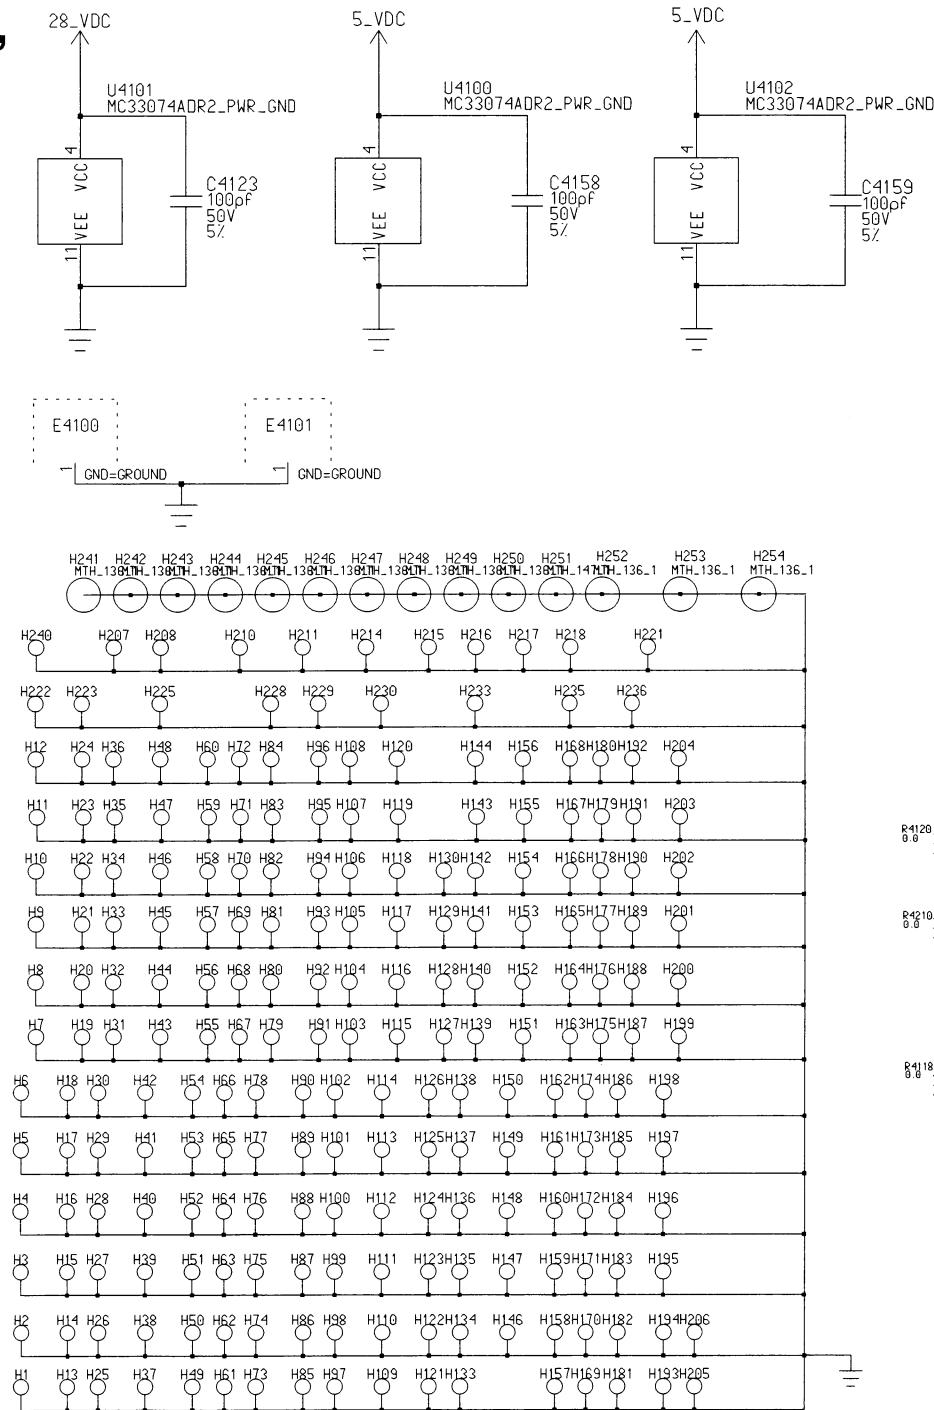 28_VDC
5_VDC
5_VDC
U4101
MC33074ADR2_PWR_GND
U4100
MC33074ADR2_PWR_GND
U4102
MC33074ADR2_PWR_GND
4
VCC
VEE
11
C4123
100pf
50V
5%
4
VCC
VEE
11
C4158
100pf
50V
5%
4
VCC
VEE
11
C4159
100pf
50V
5%
E4100
E4101
1
GND=GROUND
1
GND=GROUND
H241 H242 H243 H244 H245 H246 H247 H248 H249 H250 H251 H252 H253 H254
MTH_136_1 MTH_136_1 MTH_136_1
H240 H207 H208 H210 H211 H214 H215 H216 H217 H218 H221
H222 H223 H225 H228 H229 H230 H233 H235 H236
H12 H24 H36 H48 H60 H72 H84 H96 H108 H120 H144 H156 H168 H180 H192 H204
H11 H23 H35 H47 H59 H71 H83 H95 H107 H119 H143 H155 H167 H179 H191 H203
R4120
0.0
H10 H22 H34 H46 H58 H70 H82 H94 H106 H118 H130 H142 H154 H166 H178 H190 H202
H9 H21 H33 H45 H57 H69 H81 H93 H105 H117 H129 H141 H153 H165 H177 H189 H201
R4210
0.0
H8 H20 H32 H44 H56 H68 H80 H92 H104 H116 H128 H140 H152 H164 H176 H188 H200
H7 H19 H31 H43 H55 H67 H79 H91 H103 H115 H127 H139 H151 H163 H175 H187 H199
R4118
0.0
H6 H18 H30 H42 H54 H66 H78 H90 H102 H114 H126 H138 H150 H162 H174 H186 H198
H5 H17 H29 H41 H53 H65 H77 H89 H101 H113 H125 H137 H149 H161 H173 H185 H197
H4 H16 H28 H40 H52 H64 H76 H88 H100 H112 H124 H136 H148 H160 H172 H184 H196
H3 H15 H27 H39 H51 H63 H75 H87 H99 H111 H123 H135 H147 H159 H171 H183 H195
H2 H14 H26 H38 H50 H62 H74 H86 H98 H110 H122 H134 H146 H158 H170 H182 H194 H206
H1 H13 H25 H37 H49 H61 H73 H85 H97 H109 H121 H133 H157 H169 H181 H193 H205